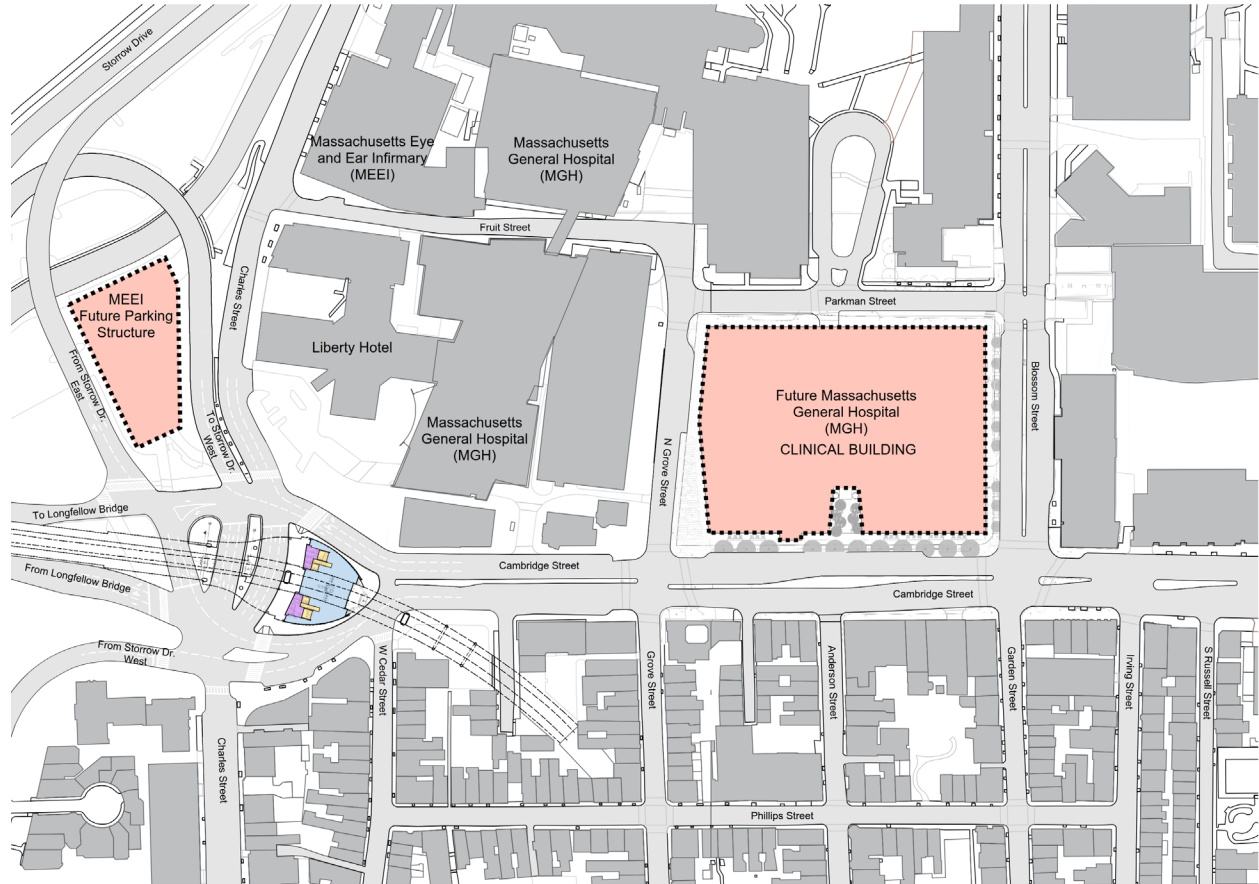 Storrow Drive
Massachusetts Eye
and Ear Infirmary
(MEEI)
Massachusetts
General Hospital
(MGH)
Fruit Street
Charles Street
MEEI
Future Parking
Structure
Parkman Street
Liberty Hotel
From Storrow Dr.
East
To Storrow Dr.
West
Massachusetts
General Hospital
(MGH)
N Grove Street
Future Massachusetts
General Hospital
(MGH)
CLINICAL BUILDING
Blossom Street
To Longfellow Bridge
From Longfellow Bridge
Cambridge Street
Cambridge Street
From Storrow Dr.
West
W Cedar Street
Grove Street
Anderson Street
Garden Street
Irving Street
S Russell Street
Charles Street
Phillips Street